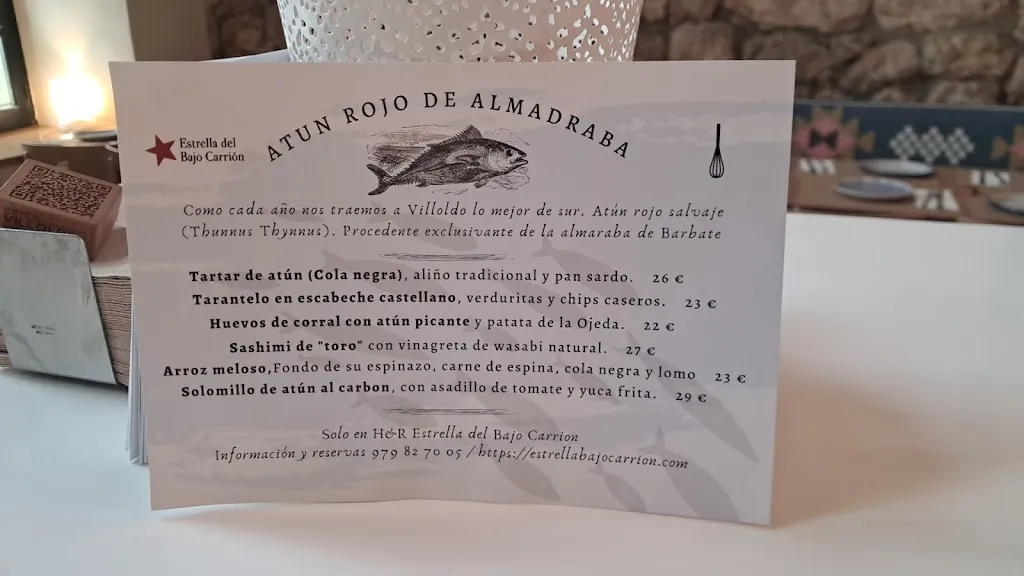 ATUN ROJO DE ALMADRABA
Estrella del
Bajo Carrión
Como cada año nos traemos a Villoldo lo mejor de sur. Atún rojo salvaje
(Thunnus Thynnus). Procedente exclusivante de la almaraba de Barbate
Tartar de atún (Cola negra), aliño tradicional y pan sardo. 26 €
Tarantelo en escabeche castellano, verduritas y chips caseros. 23 €
Huevos de corral con atún picante y patata de la Ojeda. 22 €
Sashimi de "toro" con vinagreta de wasabi natural. 27 €
Arroz meloso,Fondo de su espinazo, carne de espina, cola negra y lomo 23 €
Solomillo de atún al carbon, con asadillo de tomate y yuca frita. 29 €
Solo en H&R Estrella del Bajo Carrion
Información y reservas 979 82 70 05 / https://estrellabajocarrion.com